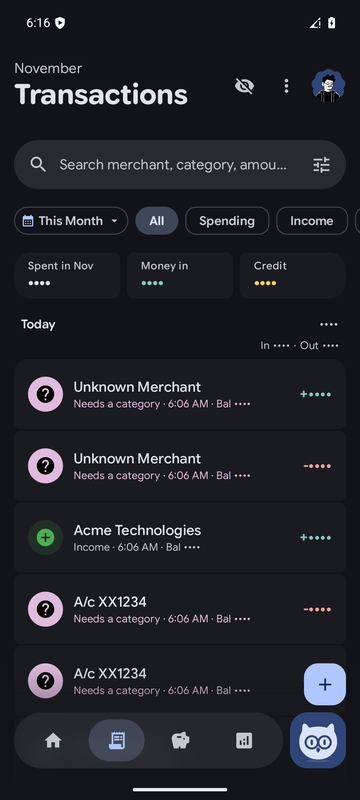 6:16
November
Transactions
Search merchant, category, amou...
This Month
All
Spending
Income
Spent in Nov
Money in
Credit
••••
••••
••••
Today
••••
In •••• · Out ••••
Unknown Merchant
Needs a category · 6:06 AM · Bal ••••
+••••
Unknown Merchant
Needs a category · 6:06 AM · Bal ••••
-••••
Acme Technologies
Income · 6:06 AM · Bal ••••
+••••
A/c XX1234
Needs a category · 6:06 AM · Bal ••••
-••••
A/c XX1234
Needs a category · 6:06 AM · Bal ••••